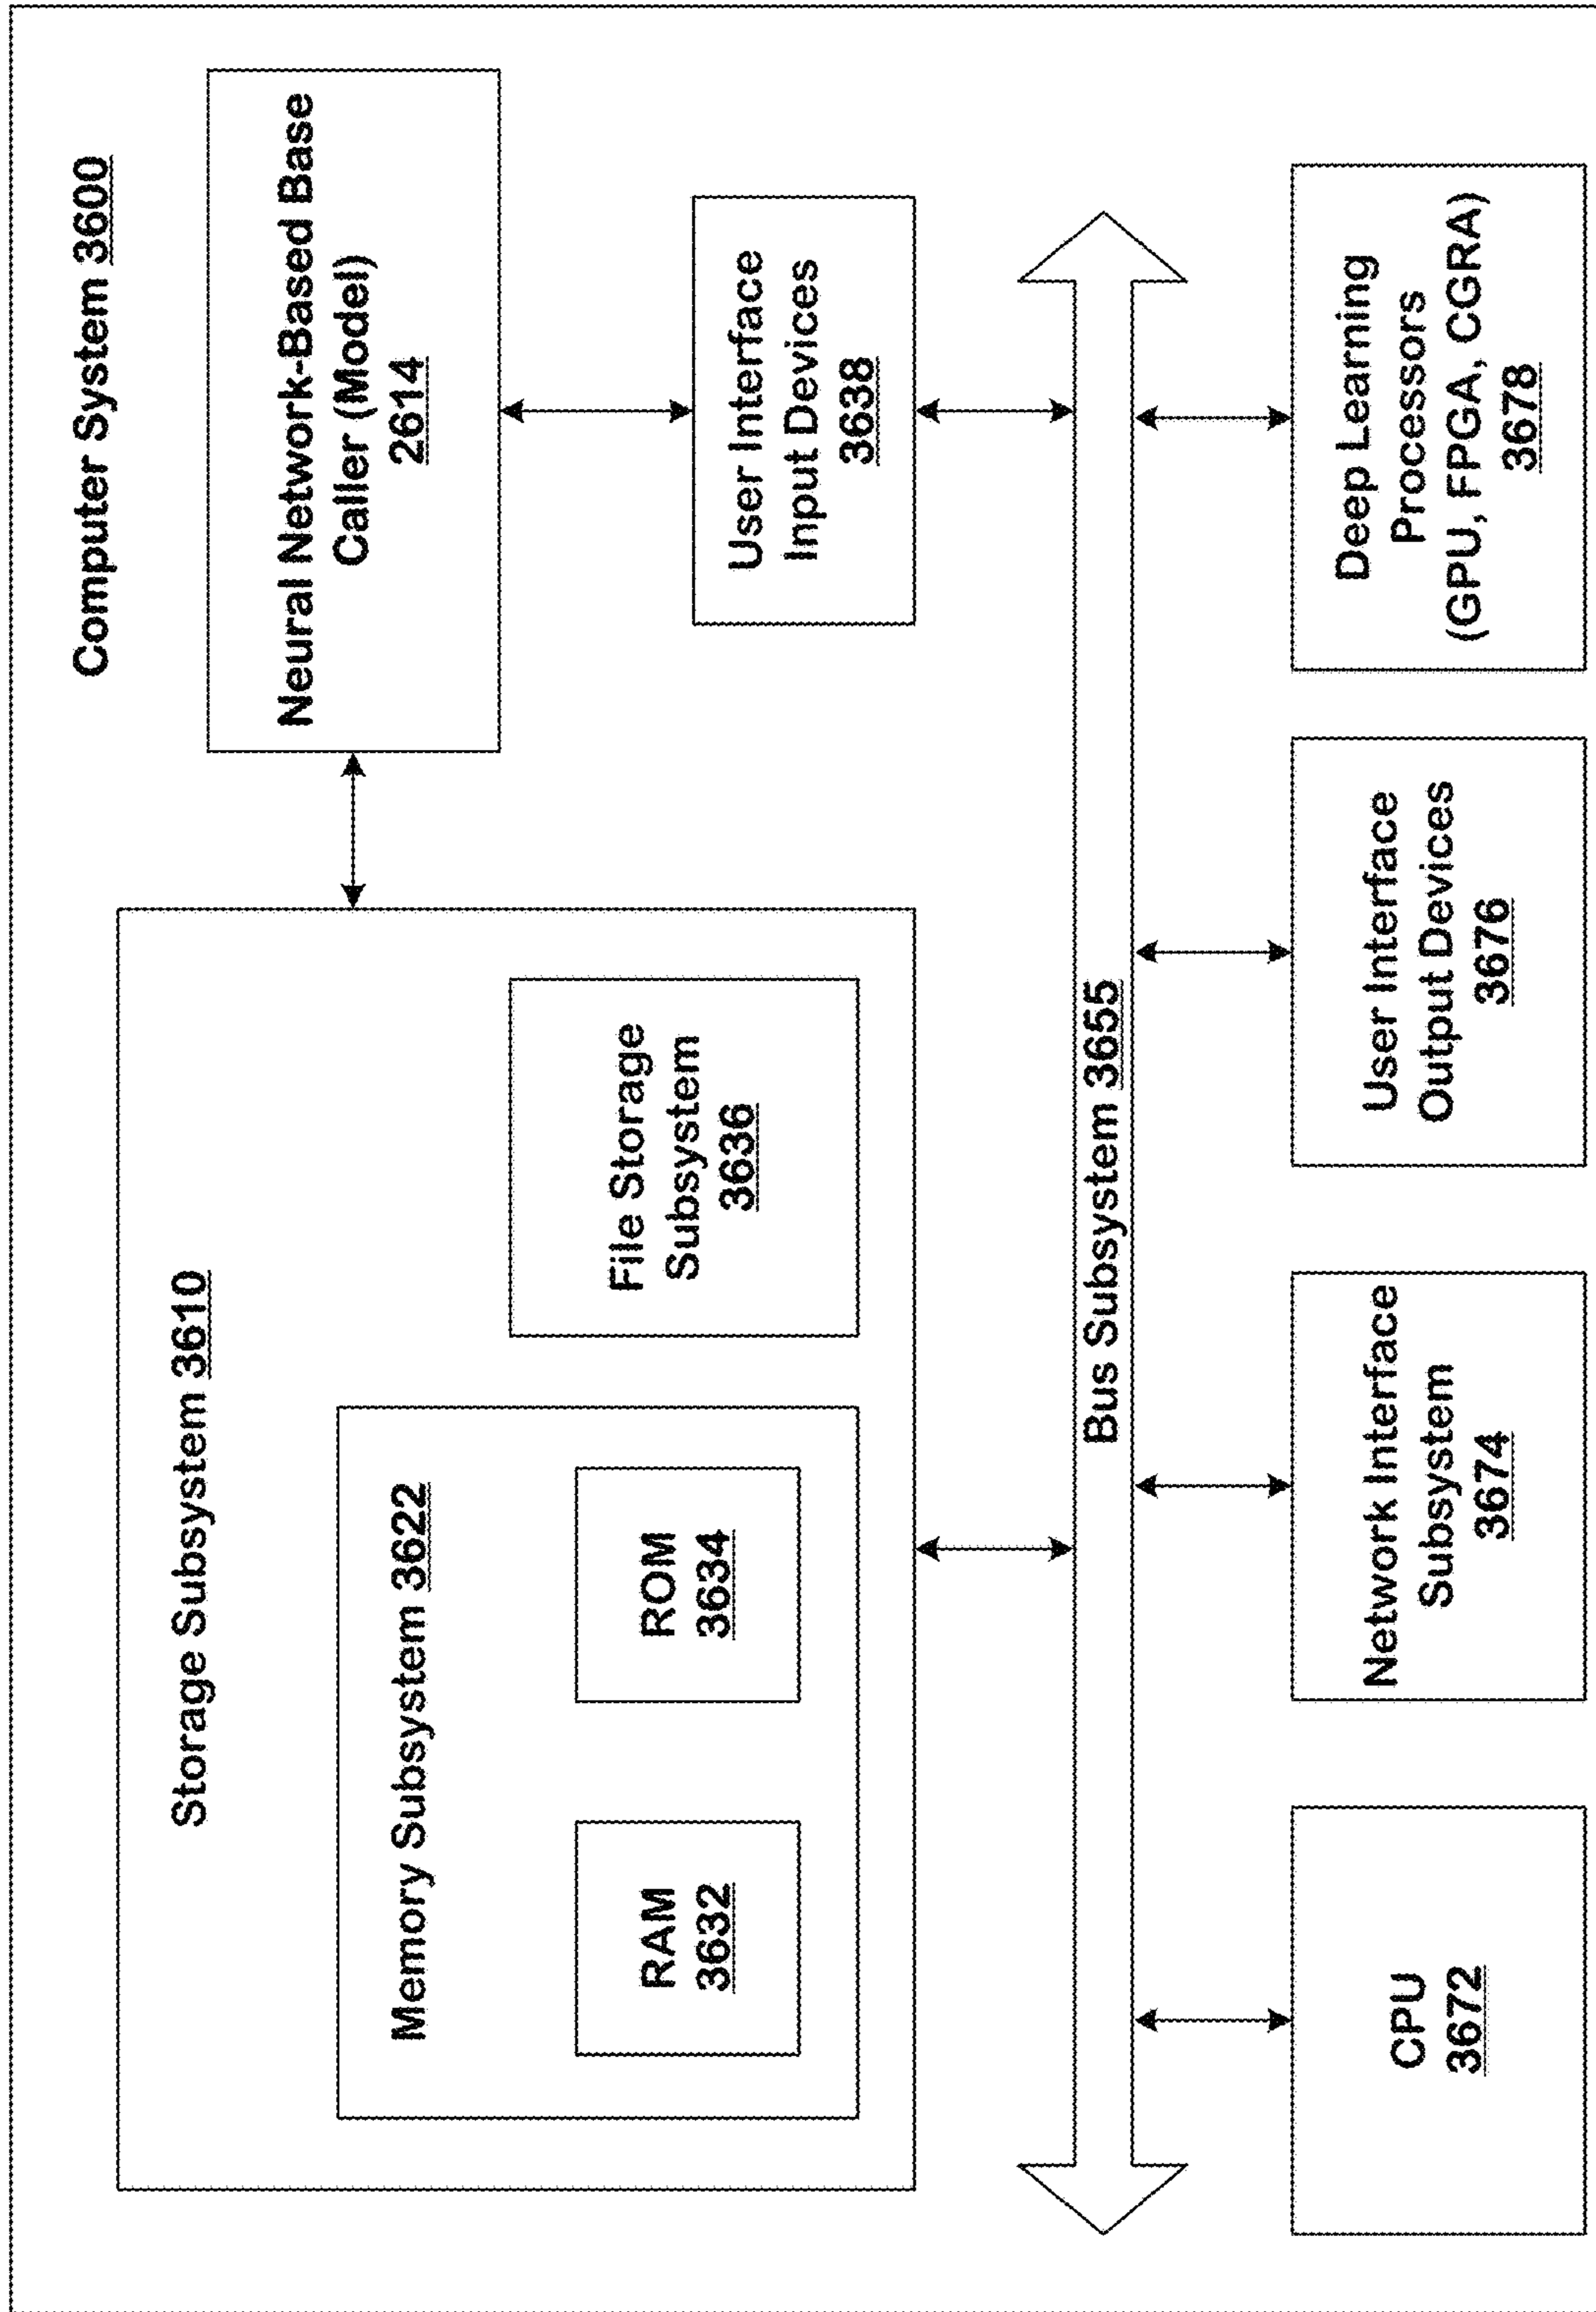 Computer System 3600
Storage Subsystem 3610
Memory Subsystem 3622
RAM
3632
ROM
3634
File Storage
Subsystem
3636
Neural Network-Based Base
Caller (Model)
2614
User Interface
Input Devices
3638
Bus Subsystem 3655
CPU
3672
Network Interface
Subsystem
3674
User Interface
Output Devices
3676
Deep Learning
Processors
(GPU, FPGA, CGRA)
3678